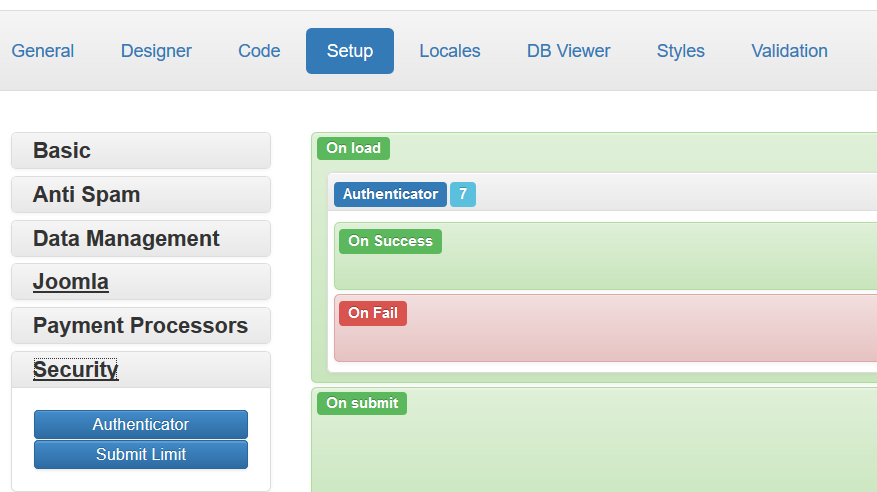 General Designer Code Setup Locales DB Viewer Styles Validation
Basic
Anti Spam
Data Management
Joomla
Payment Processors
Security
Authenticator
Submit Limit
On load
Authenticator 7
On Success
On Fail
On submit